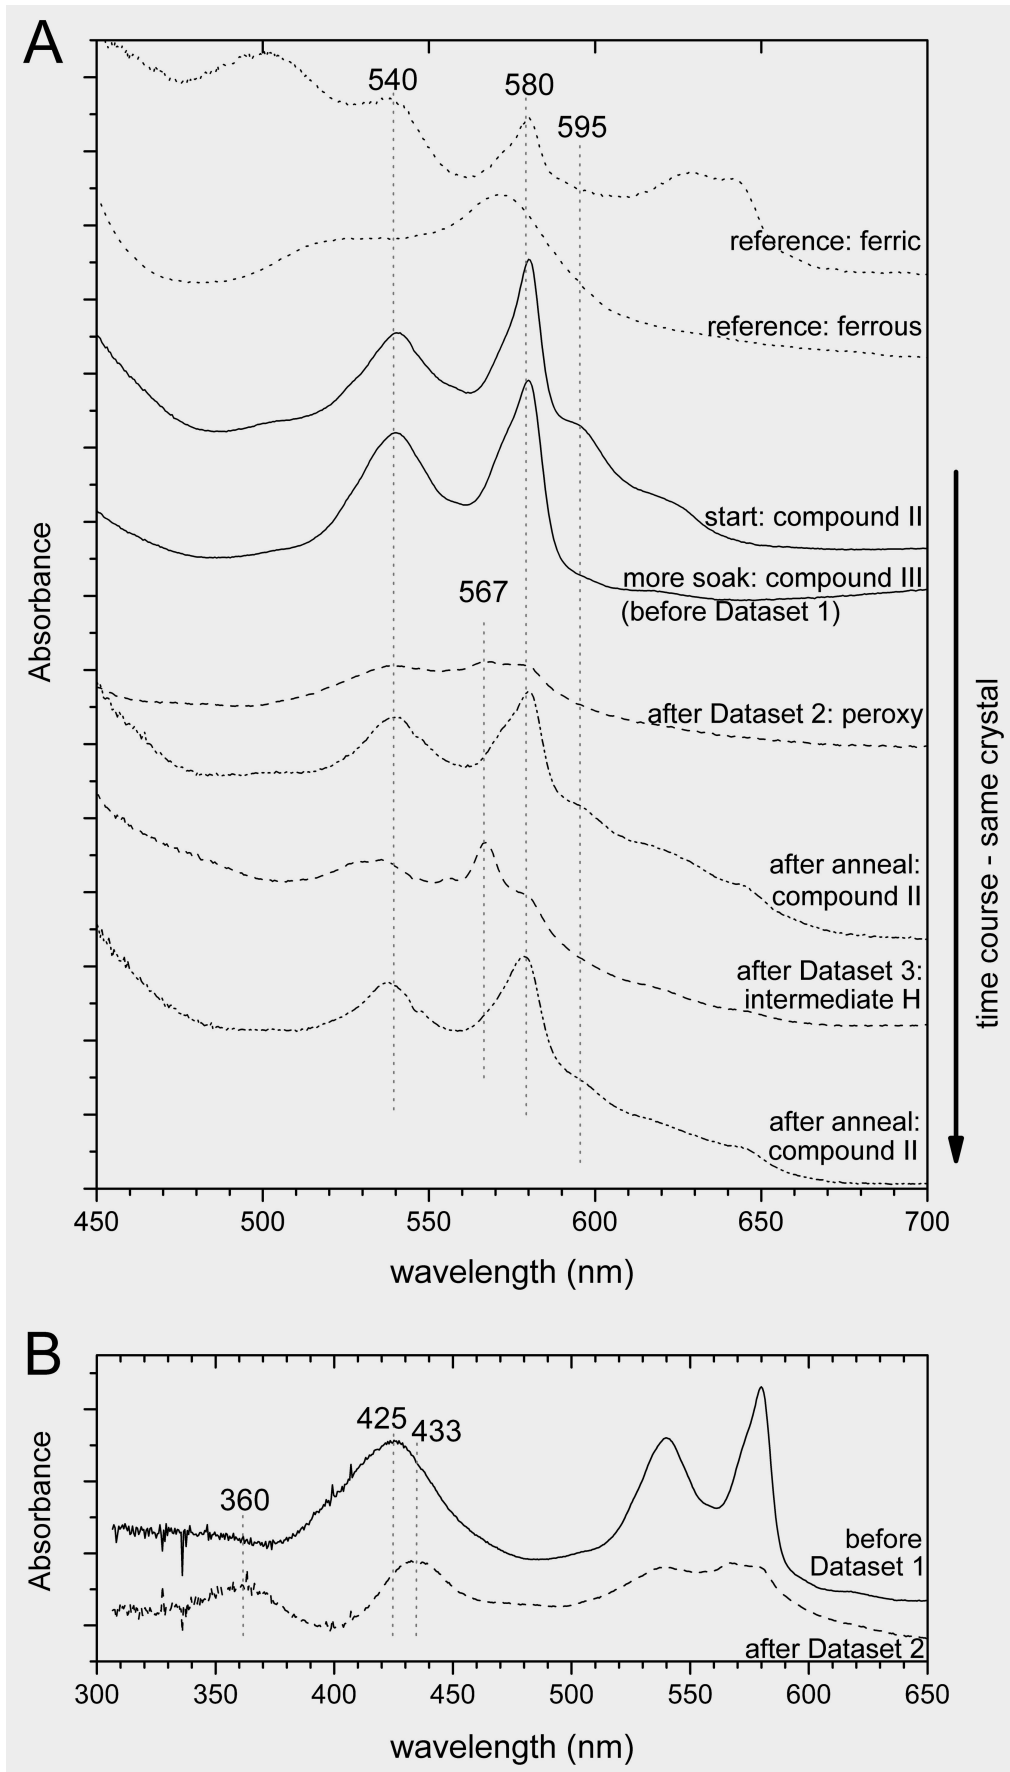 A
540
580
595
reference: ferric
reference: ferrous
start: compound II
more soak: compound III
(before Dataset 1)
567
after Dataset 2: peroxy
after anneal:
compound II
after Dataset 3:
intermediate H
after anneal:
compound II
Absorbance
time course - same crystal
450 500 550 600 650 700
wavelength (nm)
B
425
433
360
before
Dataset 1
after Dataset 2
Absorbance
300 350 400 450 500 550 600 650
wavelength (nm)